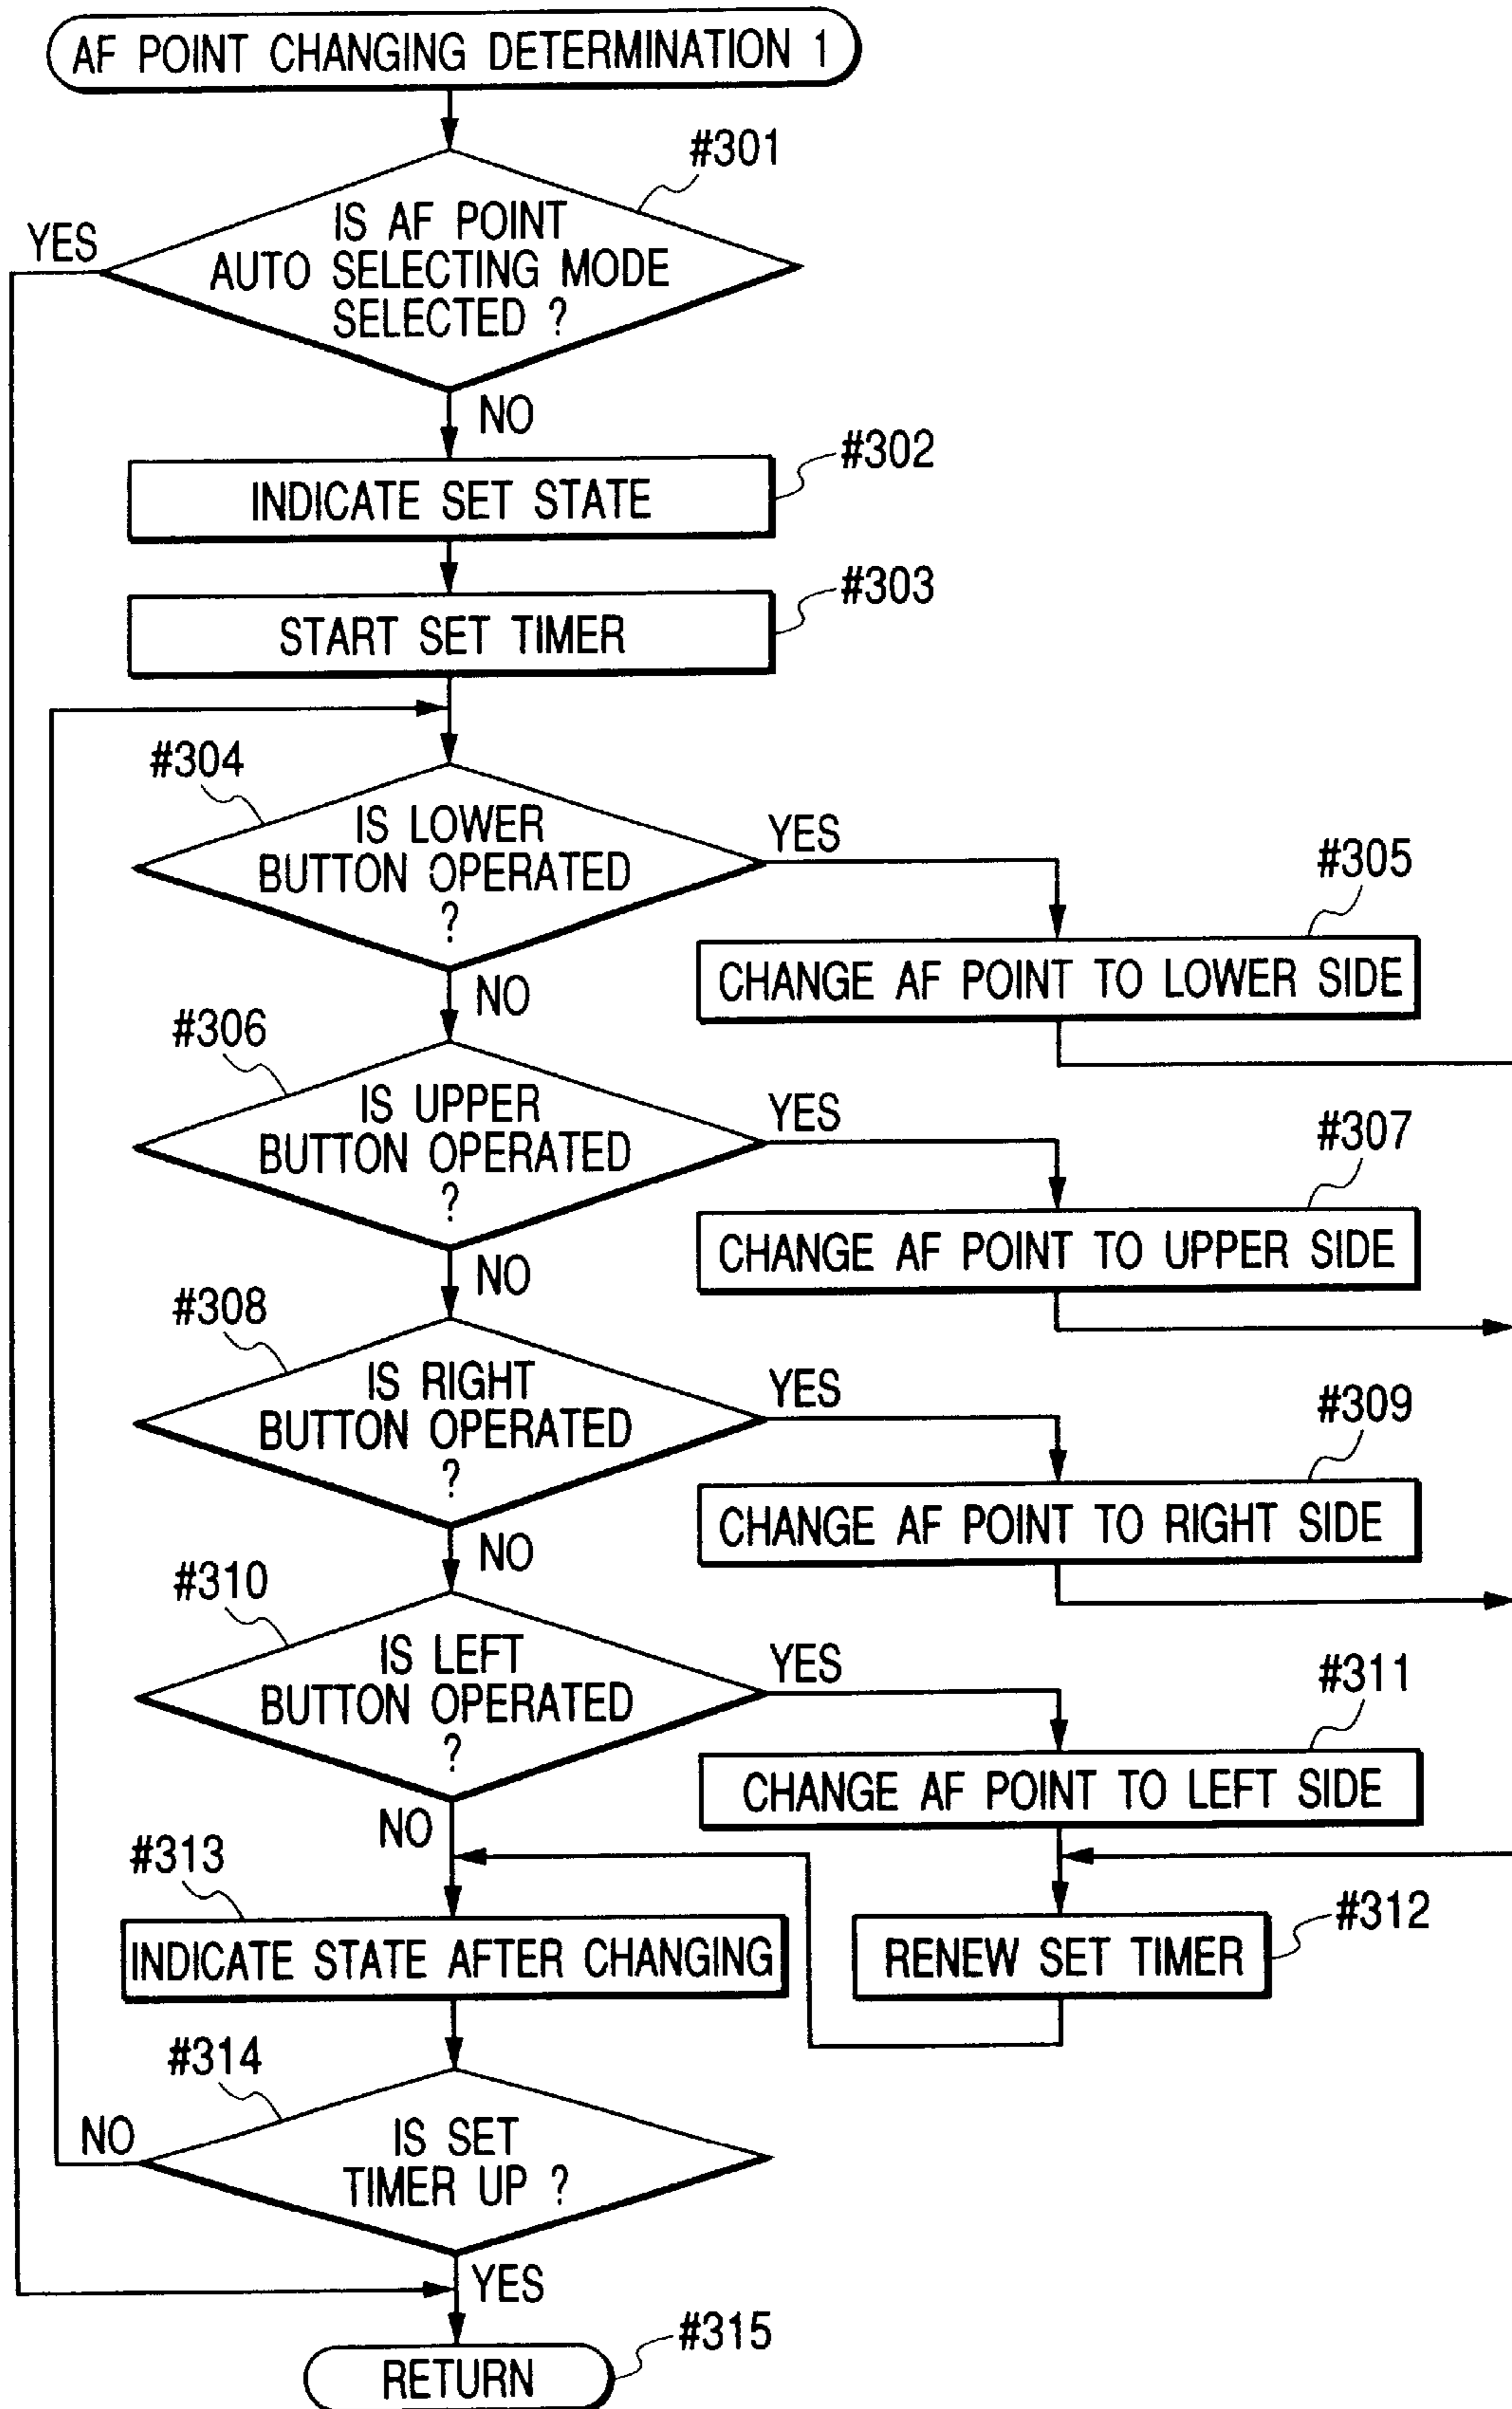 AF POINT CHANGING DETERMINATION 1
#301
IS AF POINT
AUTO SELECTING MODE
SELECTED ?
YES
NO
#302
INDICATE SET STATE
#303
START SET TIMER
#304
IS LOWER
BUTTON OPERATED
?
YES
NO
#305
CHANGE AF POINT TO LOWER SIDE
#306
IS UPPER
BUTTON OPERATED
?
YES
NO
#307
CHANGE AF POINT TO UPPER SIDE
#308
IS RIGHT
BUTTON OPERATED
?
YES
NO
#309
CHANGE AF POINT TO RIGHT SIDE
#310
IS LEFT
BUTTON OPERATED
?
YES
NO
#311
CHANGE AF POINT TO LEFT SIDE
#312
RENEW SET TIMER
#313
INDICATE STATE AFTER CHANGING
#314
IS SET
TIMER UP ?
NO
YES
#315
RETURN